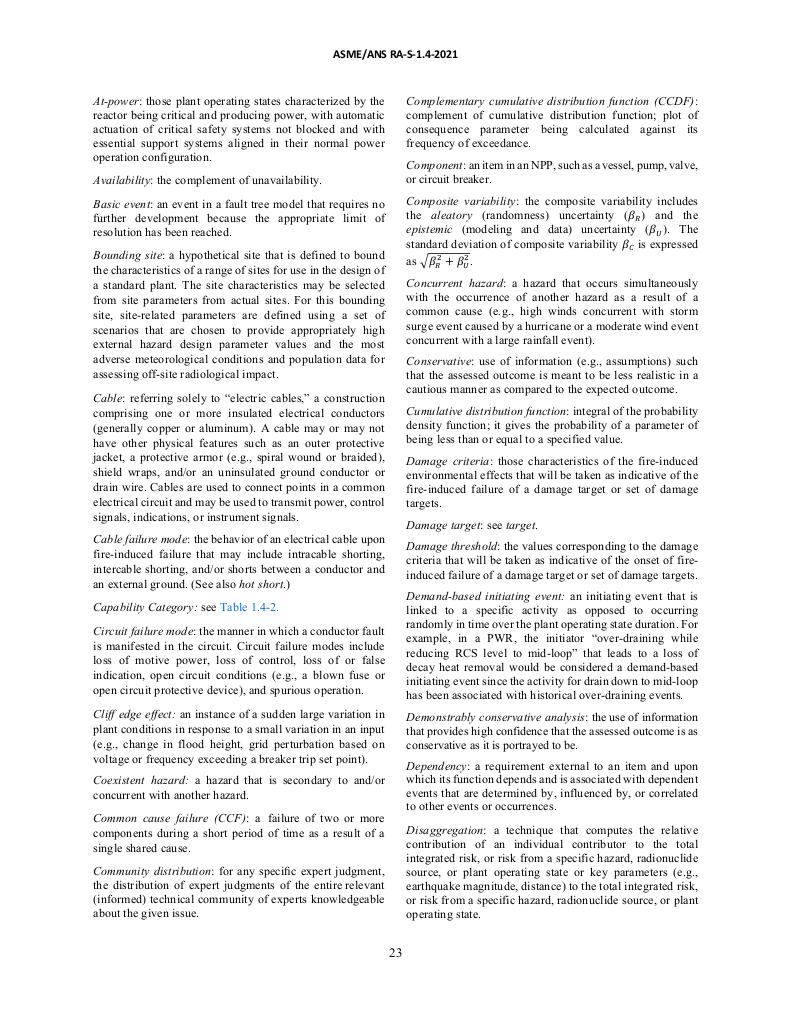 ASME/ANS RA-S-1.4-2021
At-power: those plant operating states characterized by the
reactor being critical and producing power, with automatic
actuation of critical safety systems not blocked and with
essential support systems aligned in their normal power
operation configuration.
Availability: the complement of unavailability.
Basic event: an event in a fault tree model that requires no
further development because the appropriate limit of
resolution has been reached.
Bounding site: a hypothetical site that is defined to bound
the characteristics of a range of sites for use in the design of
a standard plant. The site characteristics may be selected
from site parameters from actual sites. For this bounding
site, site-related parameters are defined using a set of
scenarios that are chosen to provide appropriately high
external hazard design parameter values and the most
adverse meteorological conditions and population data for
assessing off-site radiological impact.
Cable: referring solely to “electric cables,” a construction
comprising one or more insulated electrical conductors
(generally copper or aluminum). A cable may or may not
have other physical features such as an outer protective
jacket, a protective armor (e.g., spiral wound or braided),
shield wraps, and/or an uninsulated ground conductor or
drain wire. Cables are used to connect points in a common
electrical circuit and may be used to transmit power, control
signals, indications, or instrument signals.
Cable failure mode: the behavior of an electrical cable upon
fire-induced failure that may include intracable shorting,
intercable shorting, and/or shorts between a conductor and
an external ground. (See also hot short.)
Capability Category: see Table 1.4-2.
Circuit failure mode: the manner in which a conductor fault
is manifested in the circuit. Circuit failure modes include
loss of motive power, loss of control, loss of or false
indication, open circuit conditions (e.g., a blown fuse or
open circuit protective device), and spurious operation.
Cliff edge effect: an instance of a sudden large variation in
plant conditions in response to a small variation in an input
(e.g., change in flood height, grid perturbation based on
voltage or frequency exceeding a breaker trip set point).
Coexistent hazard: a hazard that is secondary to and/or
concurrent with another hazard.
Common cause failure (CCF): a failure of two or more
components during a short period of time as a result of a
single shared cause.
Community distribution: for any specific expert judgment,
the distribution of expert judgments of the entire relevant
(informed) technical community of experts knowledgeable
about the given issue.
Complementary cumulative distribution function (CCDF):
complement of cumulative distribution function; plot of
consequence parameter being calculated against its
frequency of exceedance.
Component: an item in an NPP, such as a vessel, pump, valve,
or circuit breaker.
Composite variability: the composite variability includes
the aleatory (randomness) uncertainty (β_R) and the
epistemic (modeling and data) uncertainty (β_U). The
standard deviation of composite variability β_C is expressed
as √(β_R² + β_U²).
Concurrent hazard: a hazard that occurs simultaneously
with the occurrence of another hazard as a result of a
common cause (e.g., high winds concurrent with storm
surge event caused by a hurricane or a moderate wind event
concurrent with a large rainfall event).
Conservative: use of information (e.g., assumptions) such
that the assessed outcome is meant to be less realistic in a
cautious manner as compared to the expected outcome.
Cumulative distribution function: integral of the probability
density function; it gives the probability of a parameter of
being less than or equal to a specified value.
Damage criteria: those characteristics of the fire-induced
environmental effects that will be taken as indicative of the
fire-induced failure of a damage target or set of damage
targets.
Damage target: see target.
Damage threshold: the values corresponding to the damage
criteria that will be taken as indicative of the onset of fire-
induced failure of a damage target or set of damage targets.
Demand-based initiating event: an initiating event that is
linked to a specific activity as opposed to occurring
randomly in time over the plant operating state duration. For
example, in a PWR, the initiator “over-draining while
reducing RCS level to mid-loop” that leads to a loss of
decay heat removal would be considered a demand-based
initiating event since the activity for drain down to mid-loop
has been associated with historical over-draining events.
Demonstrably conservative analysis: the use of information
that provides high confidence that the assessed outcome is as
conservative as it is portrayed to be.
Dependency: a requirement external to an item and upon
which its function depends and is associated with dependent
events that are determined by, influenced by, or correlated
to other events or occurrences.
Disaggregation: a technique that computes the relative
contribution of an individual contributor to the total
integrated risk, or risk from a specific hazard, radionuclide
source, or plant operating state or key parameters (e.g.,
earthquake magnitude, distance) to the total integrated risk,
or risk from a specific hazard, radionuclide source, or plant
operating state.
23